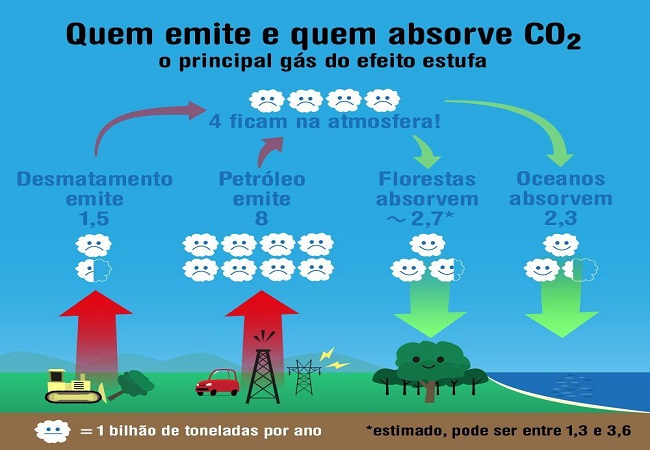 Quem emite e quem absorve CO₂
o principal gás do efeito estufa
4 ficam na atmosfera!
Desmatamento
emite
1,5
Petróleo
emite
8
Florestas
absorvem
~ 2,7*
Oceanos
absorvem
2,3
= 1 bilhão de toneladas por ano
*estimado, pode ser entre 1,3 e 3,6